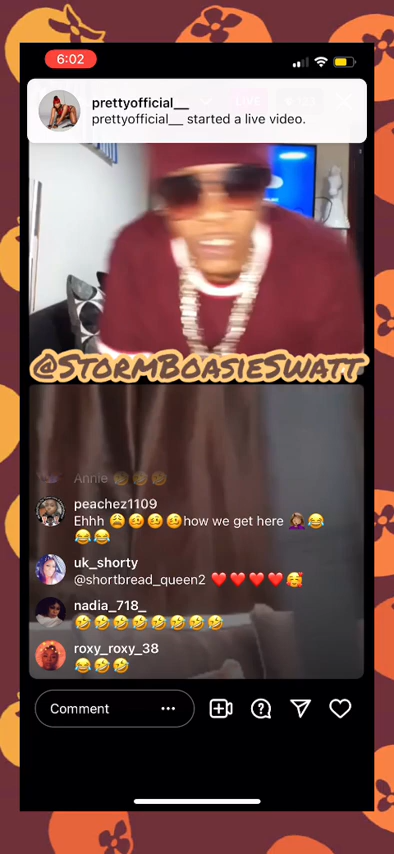 6:02
prettyofficial__
prettyofficial__ started a live video.
@StormBoasieSwatt
Annie 🤣🤣🤣
peachez1109
Ehhh 😩🥴🥴🥴how we get here 🤦🏽‍♀️😂
😂😂
uk_shorty
@shortbread_queen2 ❤️❤️❤️❤️🥰
nadia_718_
🤣🤣🤣🤣🤣🤣🤣🤣
roxy_roxy_38
😂🤣🤣
Comment